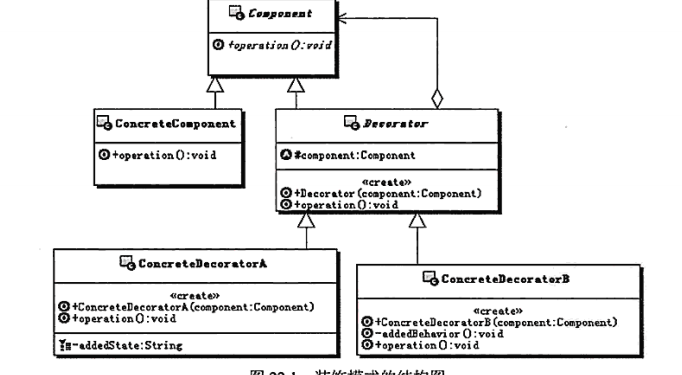 Component
+operation():void
ConcreteComponent
+operation():void
Decorator
#component:Component
«create»
+Decorator(component:Component)
+operation():void
ConcreteDecoratorA
«create»
+ConcreteDecoratorA(component:Component)
+operation():void
-addedState:String
ConcreteDecoratorB
«create»
+ConcreteDecoratorB(component:Component)
-addedBehavior():void
+operation():void
装饰模式的结构图